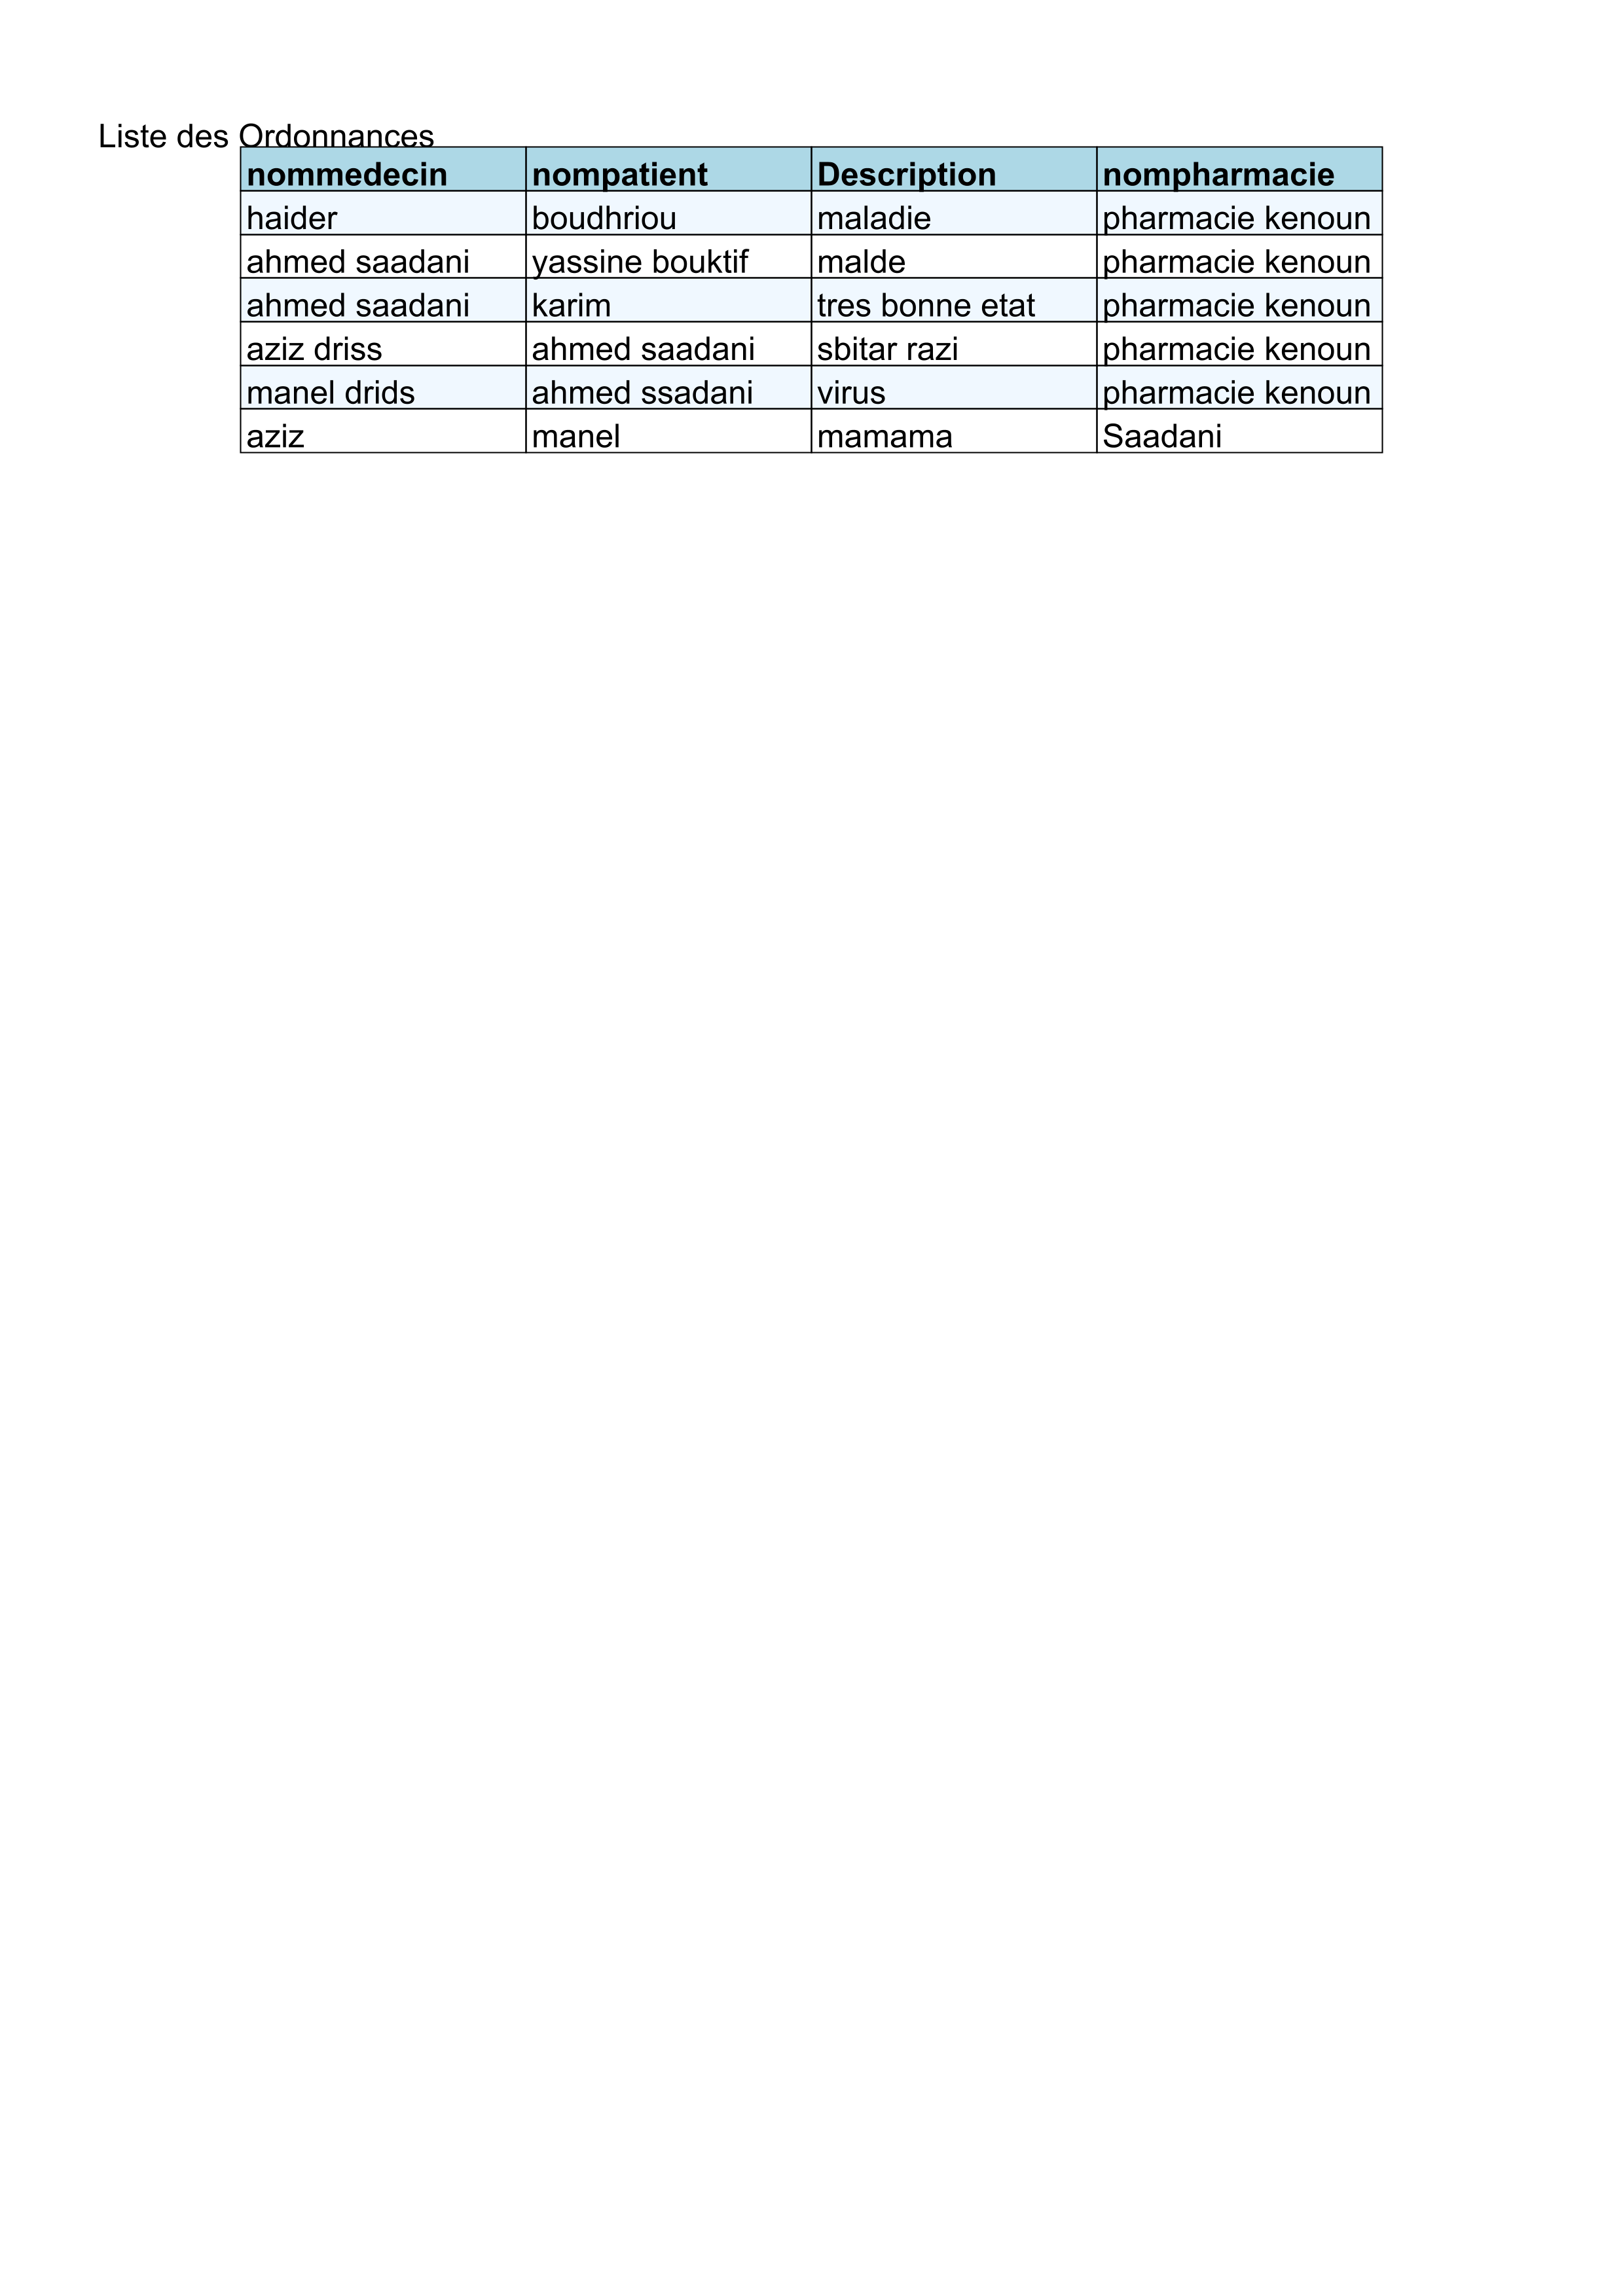 Liste des Ordonnances
nommedecin nompatient Description nompharmacie
haider boudhriou maladie pharmacie kenoun
ahmed saadani yassine bouktif malde pharmacie kenoun
ahmed saadani karim tres bonne etat pharmacie kenoun
aziz driss ahmed saadani sbitar razi pharmacie kenoun
manel drids ahmed ssadani virus pharmacie kenoun
aziz manel mamama Saadani